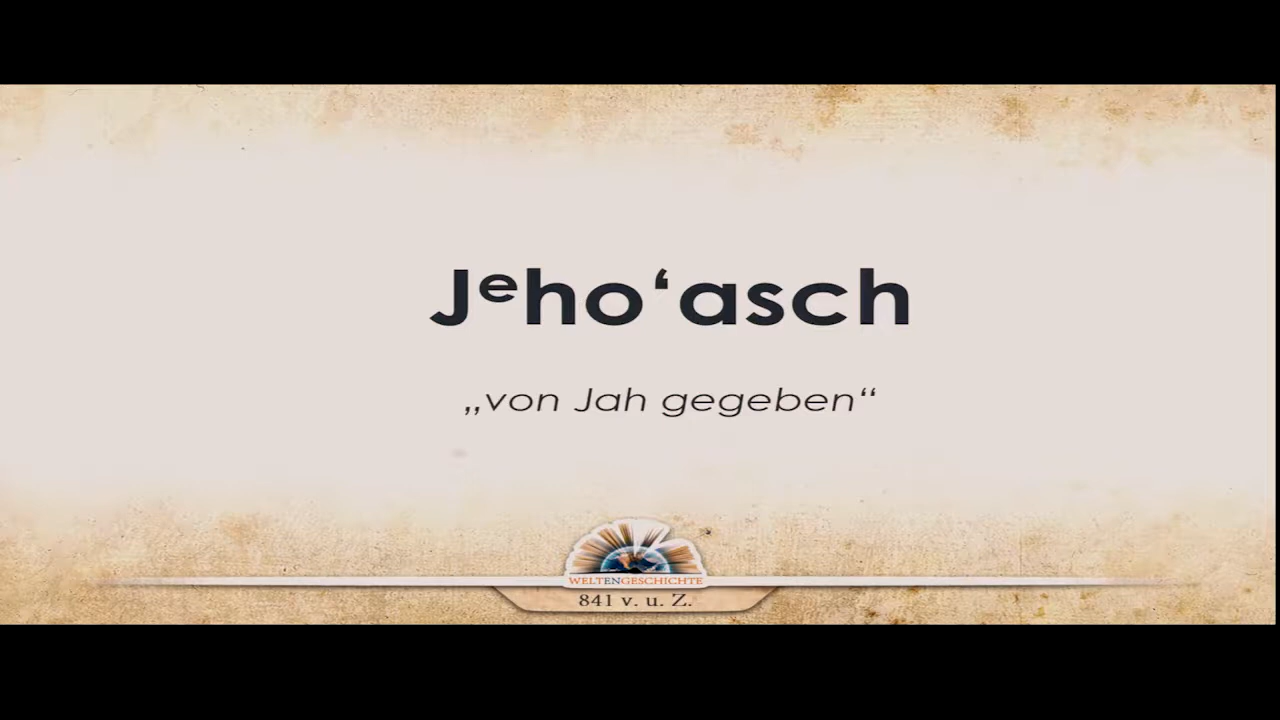 Jᵉho‘asch
„von Jah gegeben“
WELTENGESCHICHTE
841 v. u. Z.